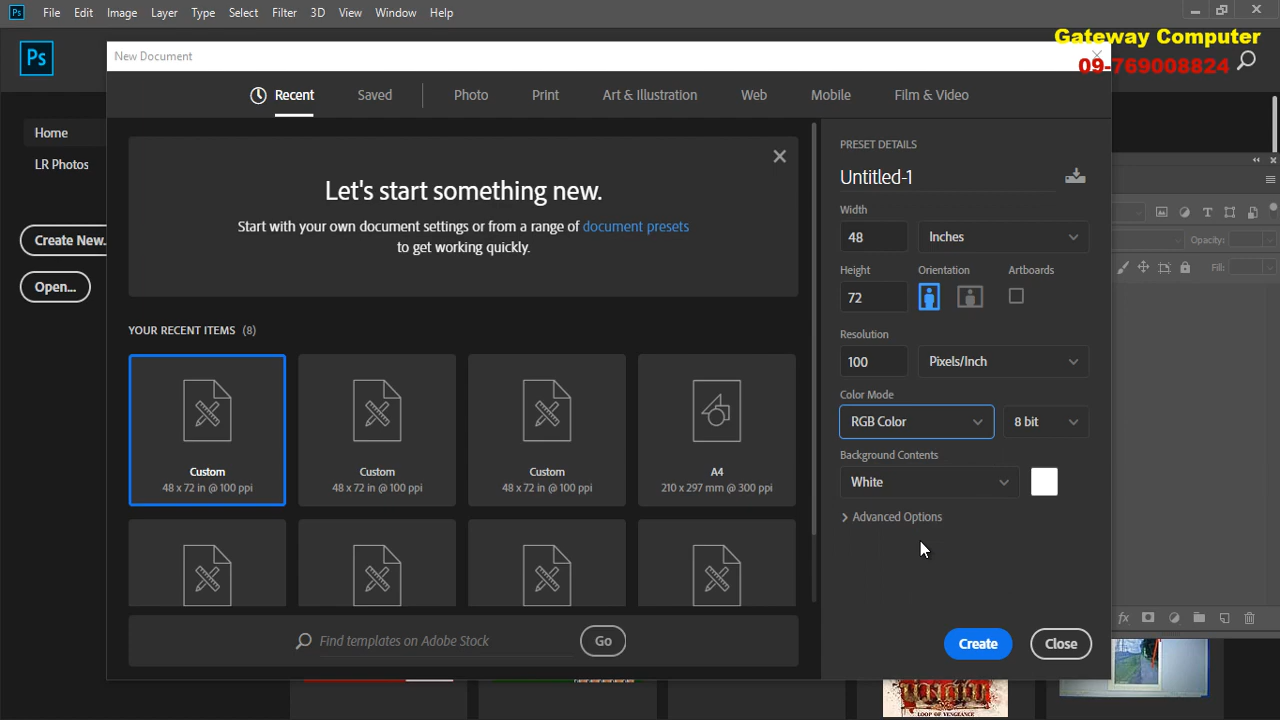 Ps File Edit Image Layer Type Select Filter 3D View Window Help
Gateway Computer
09-769008824
Ps
New Document
Recent Saved Photo Print Art & Illustration Web Mobile Film & Video
Home
LR Photos
Create New.
Open...
Let's start something new.
Start with your own document settings or from a range of document presets
to get working quickly.
YOUR RECENT ITEMS (8)
Custom
48 x 72 in @ 100 ppi
Custom
48 x 72 in @ 100 ppi
Custom
48 x 72 in @ 100 ppi
A4
210 x 297 mm @ 300 ppi
Find templates on Adobe Stock
Go
PRESET DETAILS
Untitled-1
Width
48 Inches
Height Orientation Artboards
72
Resolution
100 Pixels/Inch
Color Mode
RGB Color 8 bit
Background Contents
White
Advanced Options
Create Close
Opacity:
Fill:
fx
LOOP OF VENGEANCE